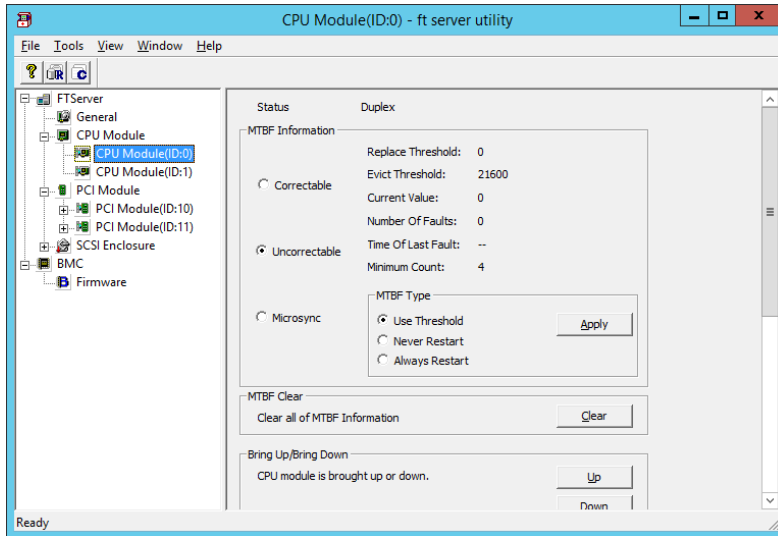 CPU Module(ID:0) - ft server utility
File Tools View Window Help
FTServer
General
CPU Module
CPU Module(ID:0)
CPU Module(ID:1)
PCI Module
PCI Module(ID:10)
PCI Module(ID:11)
SCSI Enclosure
BMC
Firmware
Status Duplex
MTBF Information
Correctable
Uncorrectable
Microsync
Replace Threshold: 0
Evict Threshold: 21600
Current Value: 0
Number Of Faults: 0
Time Of Last Fault: --
Minimum Count: 4
MTBF Type
Use Threshold
Never Restart
Always Restart
Apply
MTBF Clear
Clear all of MTBF Information
Clear
Bring Up/Bring Down
CPU module is brought up or down.
Up
Down
Ready